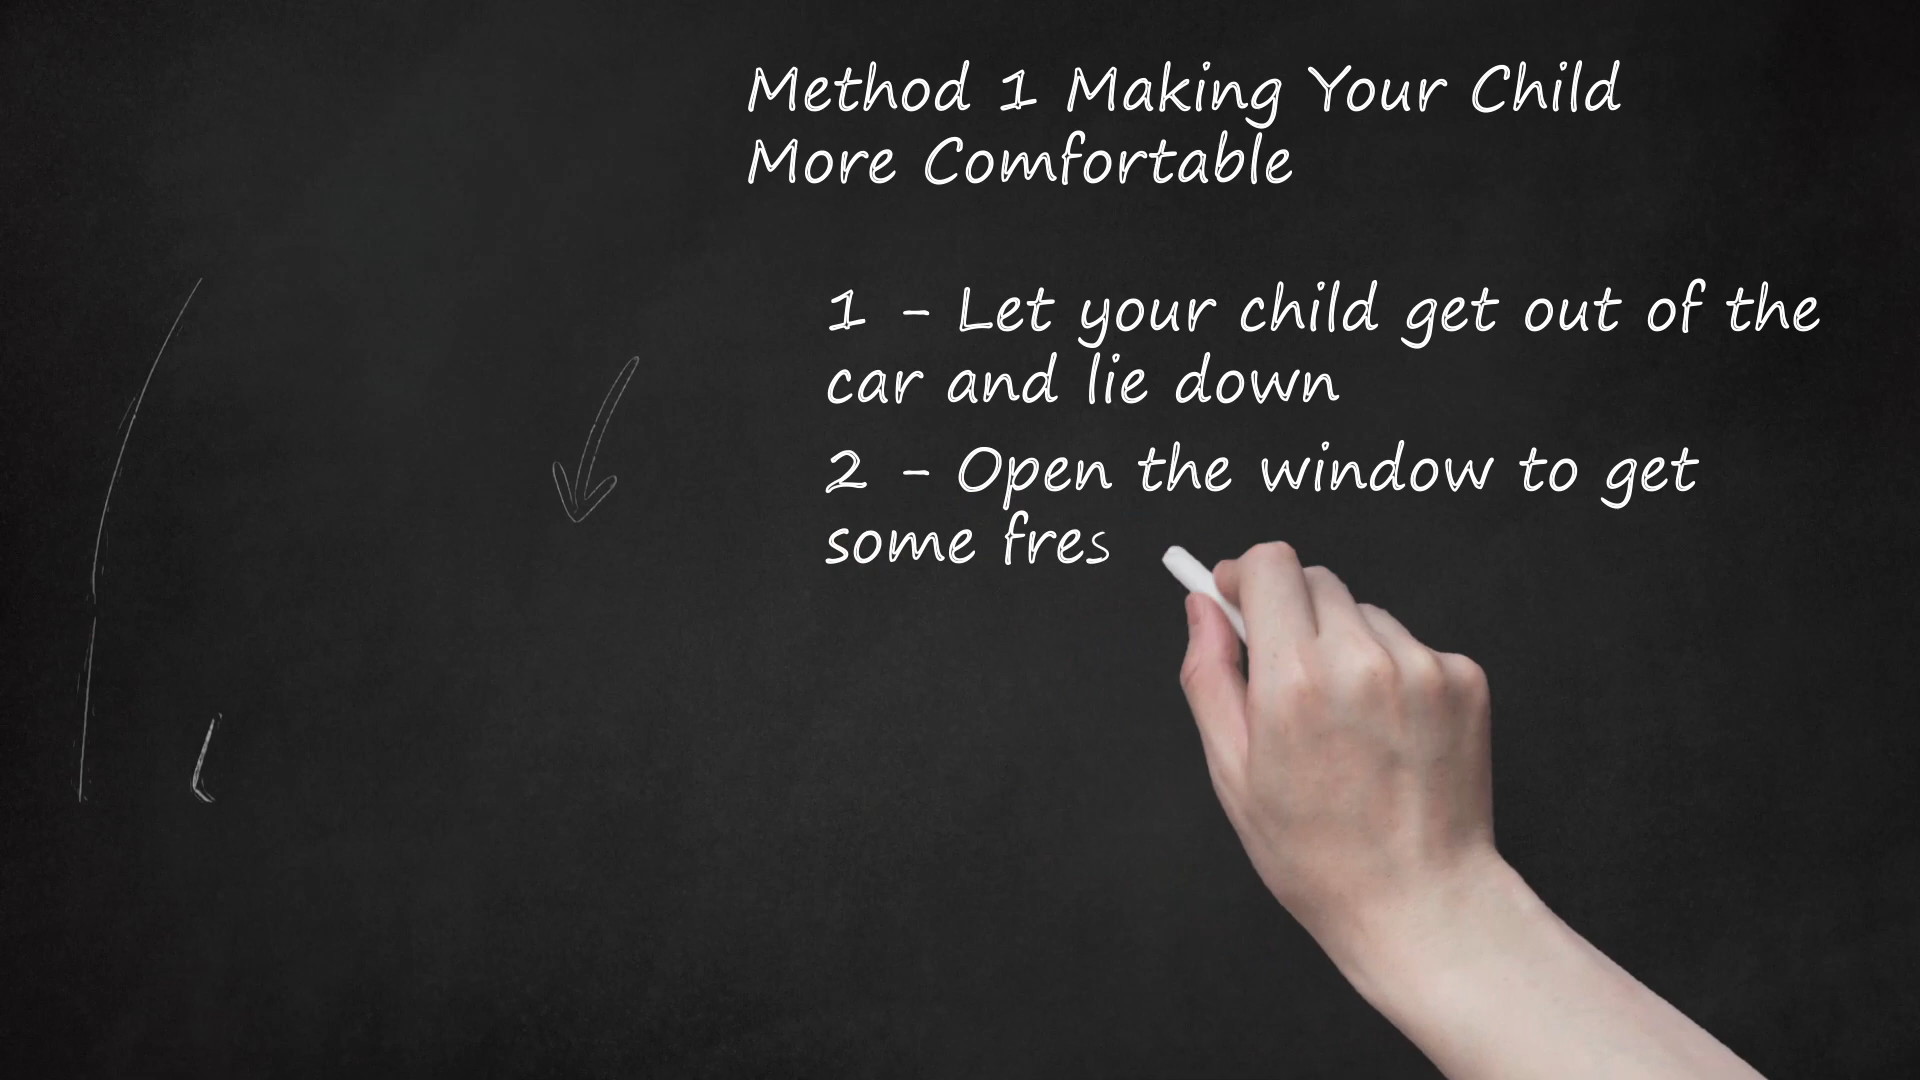 Method 1 Making Your Child
More Comfortable
1 - Let your child get out of the
car and lie down
2 - Open the window to get
some fres